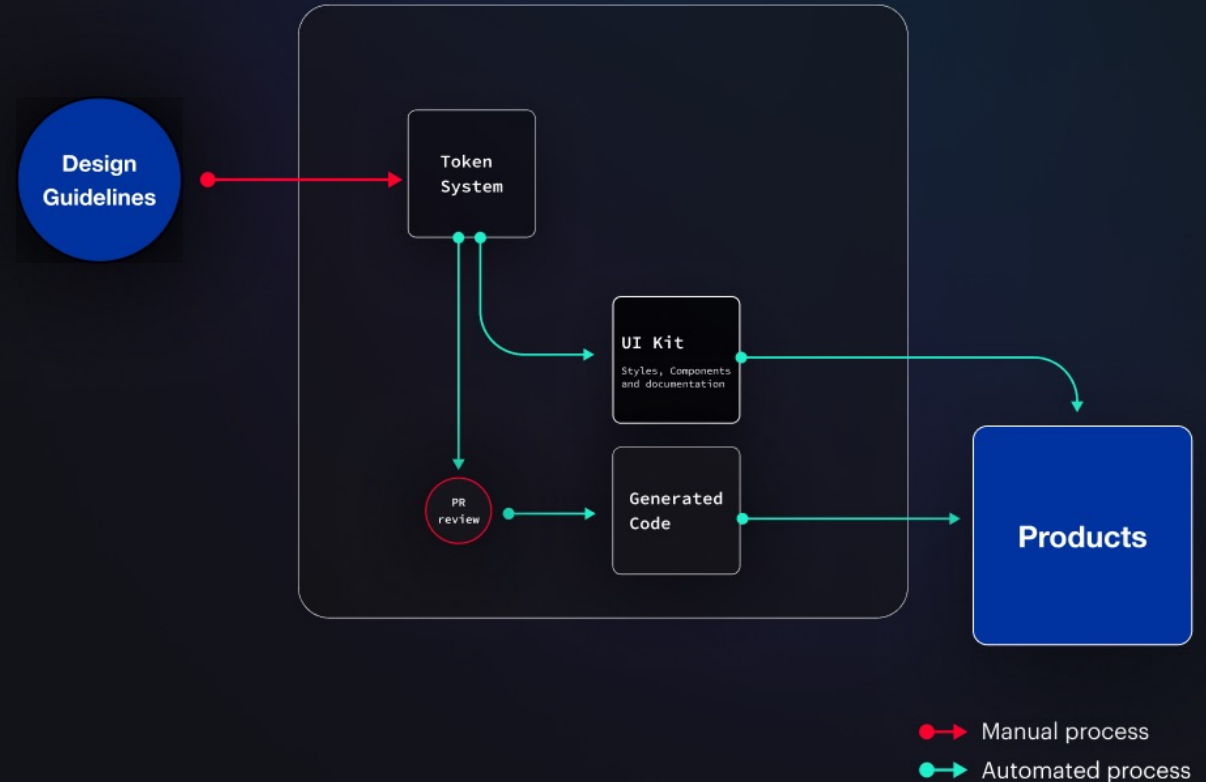 Design
Guidelines
Token
System
UI Kit
Styles, Components
and documentation
PR
review
Generated
Code
Products
Manual process
Automated process